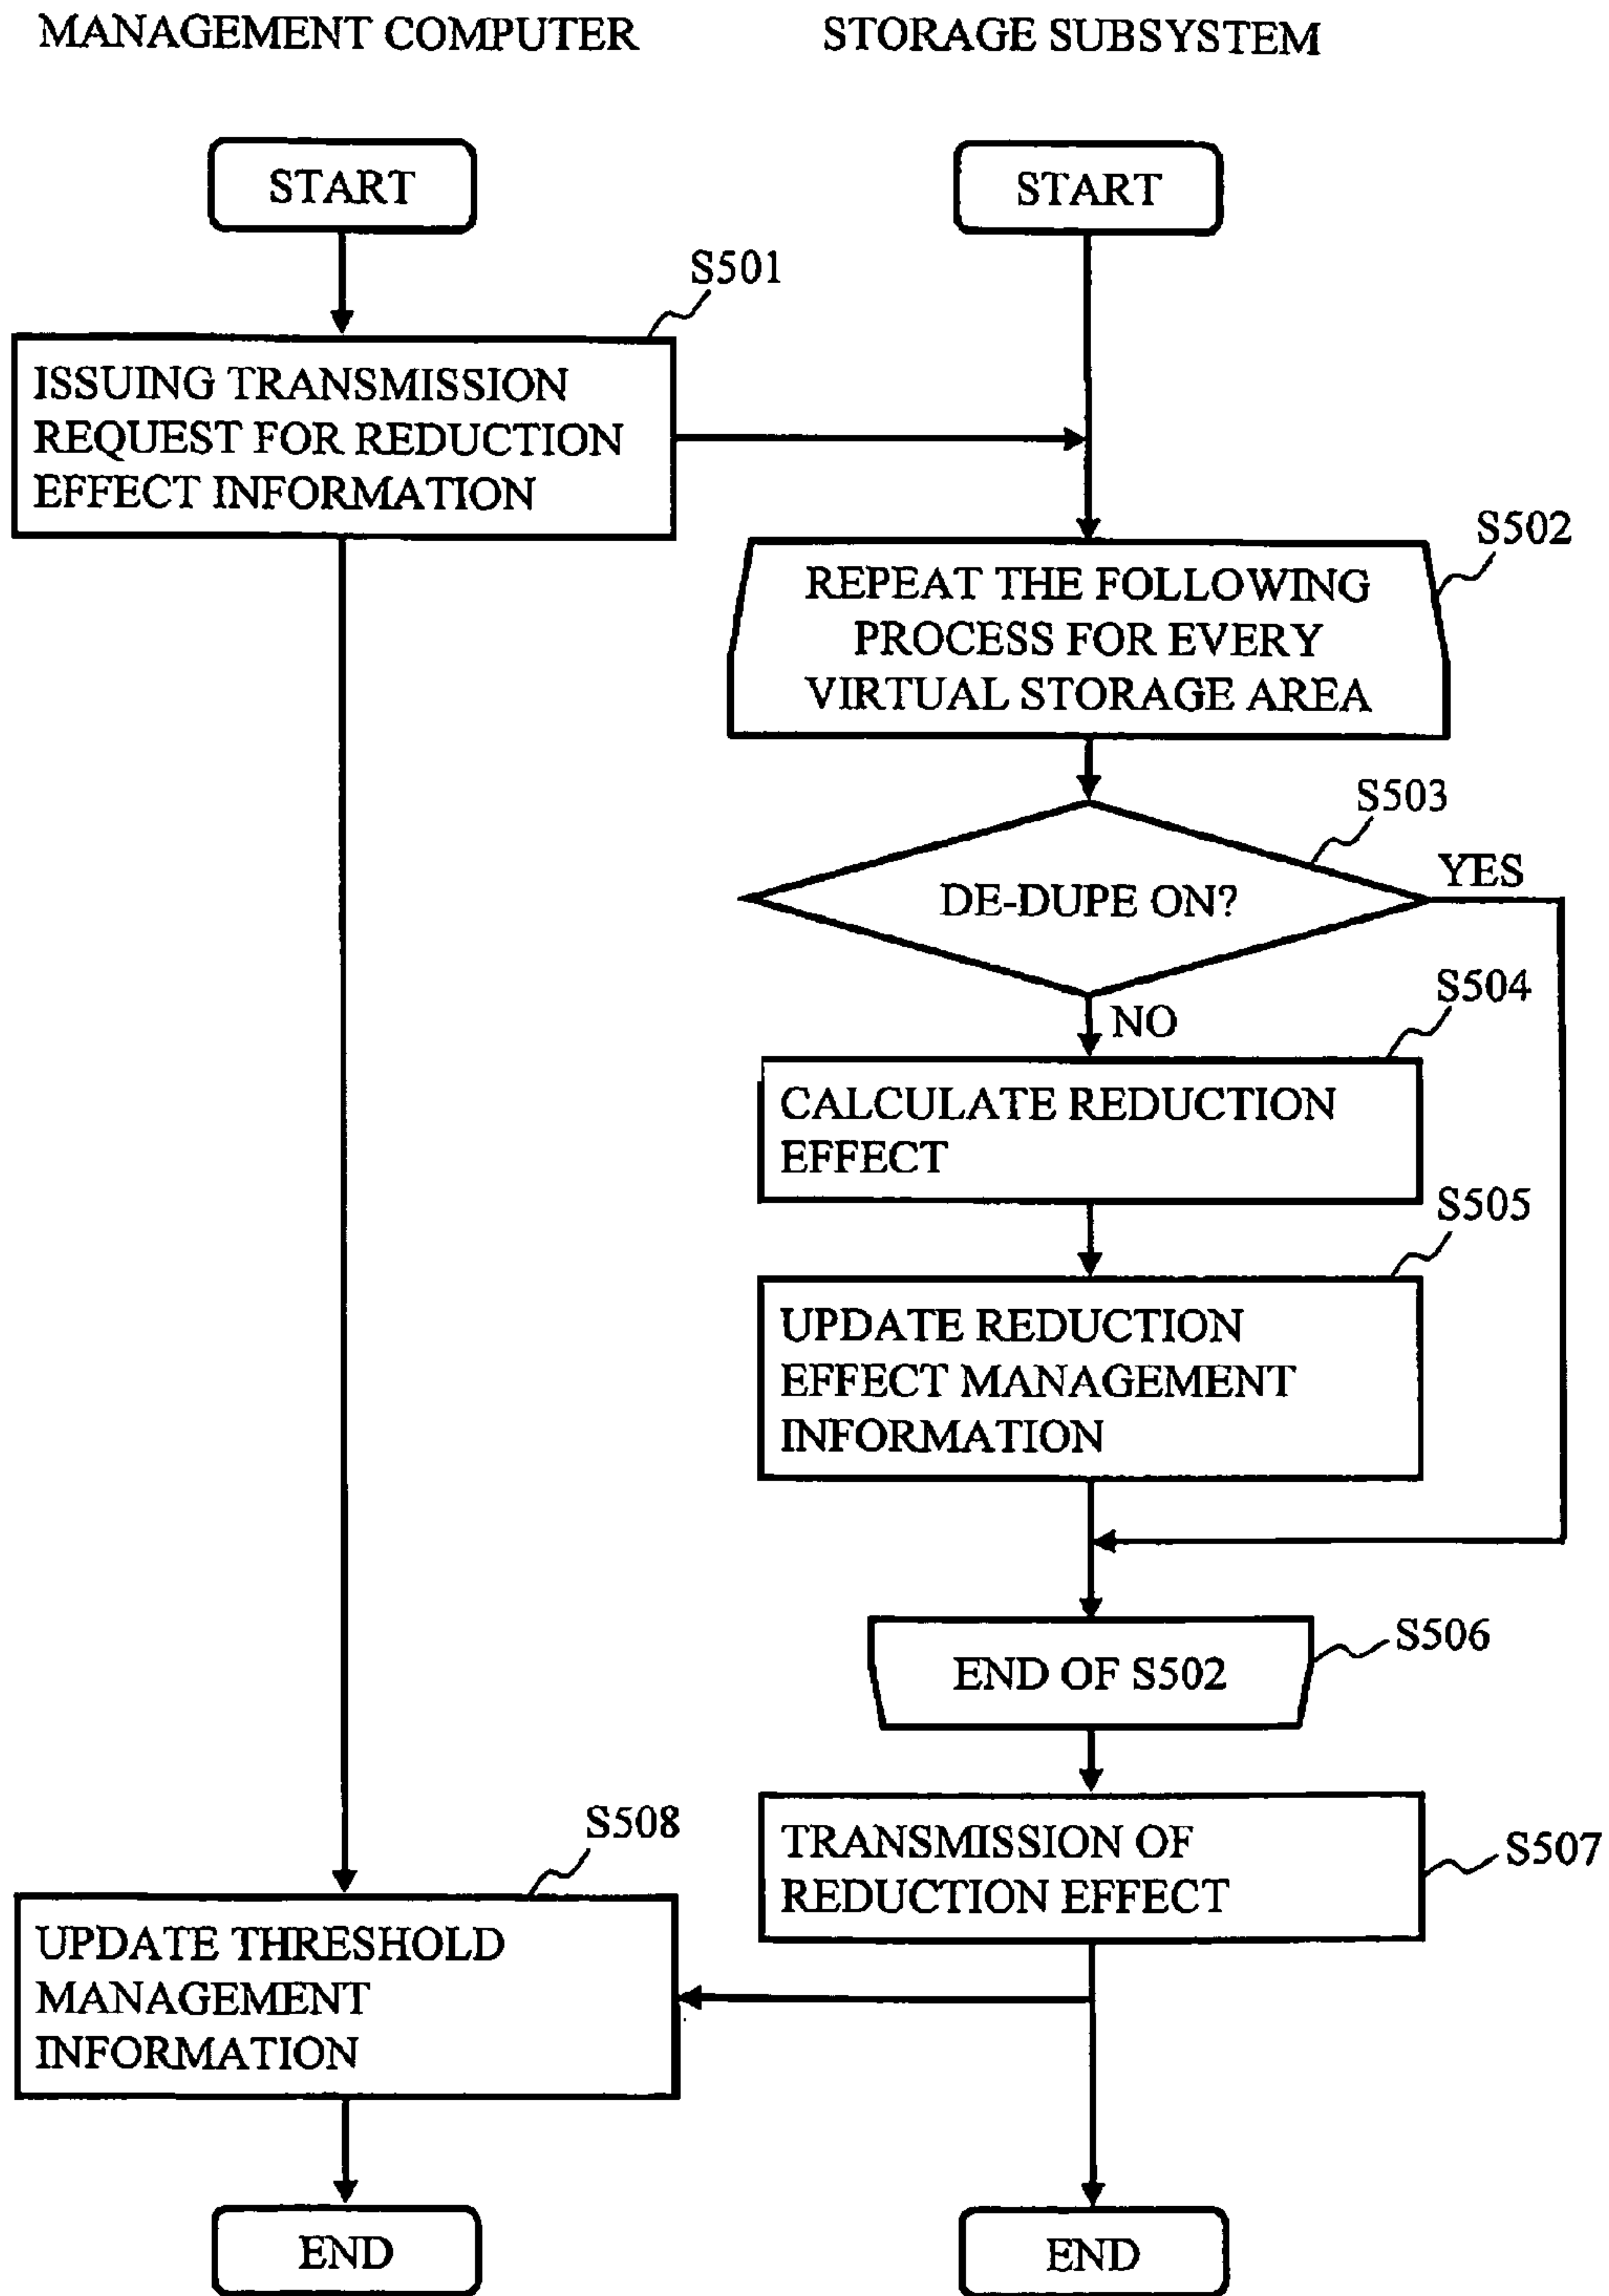 MANAGEMENT COMPUTER
STORAGE SUBSYSTEM
START
START
S501
ISSUING TRANSMISSION
REQUEST FOR REDUCTION
EFFECT INFORMATION
S502
REPEAT THE FOLLOWING
PROCESS FOR EVERY
VIRTUAL STORAGE AREA
S503
DE-DUPE ON?
YES
NO
S504
CALCULATE REDUCTION
EFFECT
S505
UPDATE REDUCTION
EFFECT MANAGEMENT
INFORMATION
S506
END OF S502
S507
TRANSMISSION OF
REDUCTION EFFECT
S508
UPDATE THRESHOLD
MANAGEMENT
INFORMATION
END
END